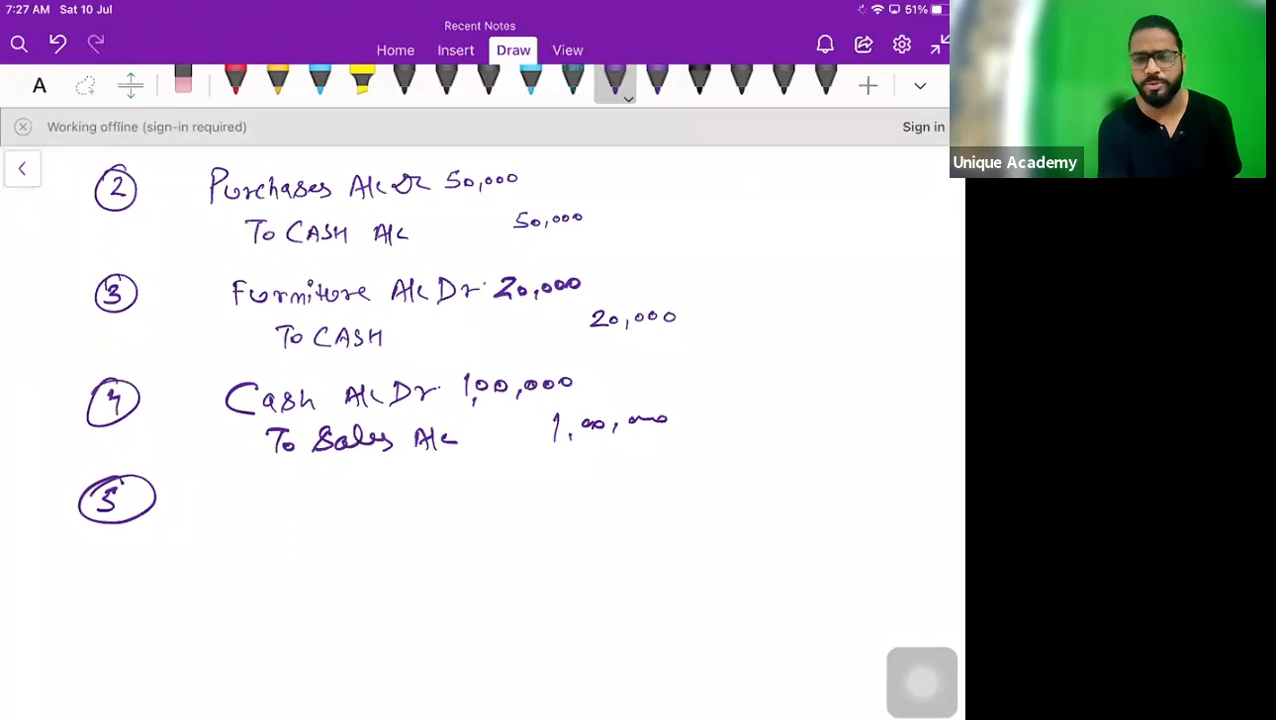 7:27 AM Sat 10 Jul
Recent Notes
51%
Home Insert Draw View
A
Working offline (sign-in required)
Sign in
Unique Academy
2 Purchases A/c Dr 50,000
To CASH A/c 50,000
3 Furniture A/c Dr. 20,000
To CASH 20,000
4 Cash A/c Dr. 1,00,000
To Sales A/c 1,00,000
5